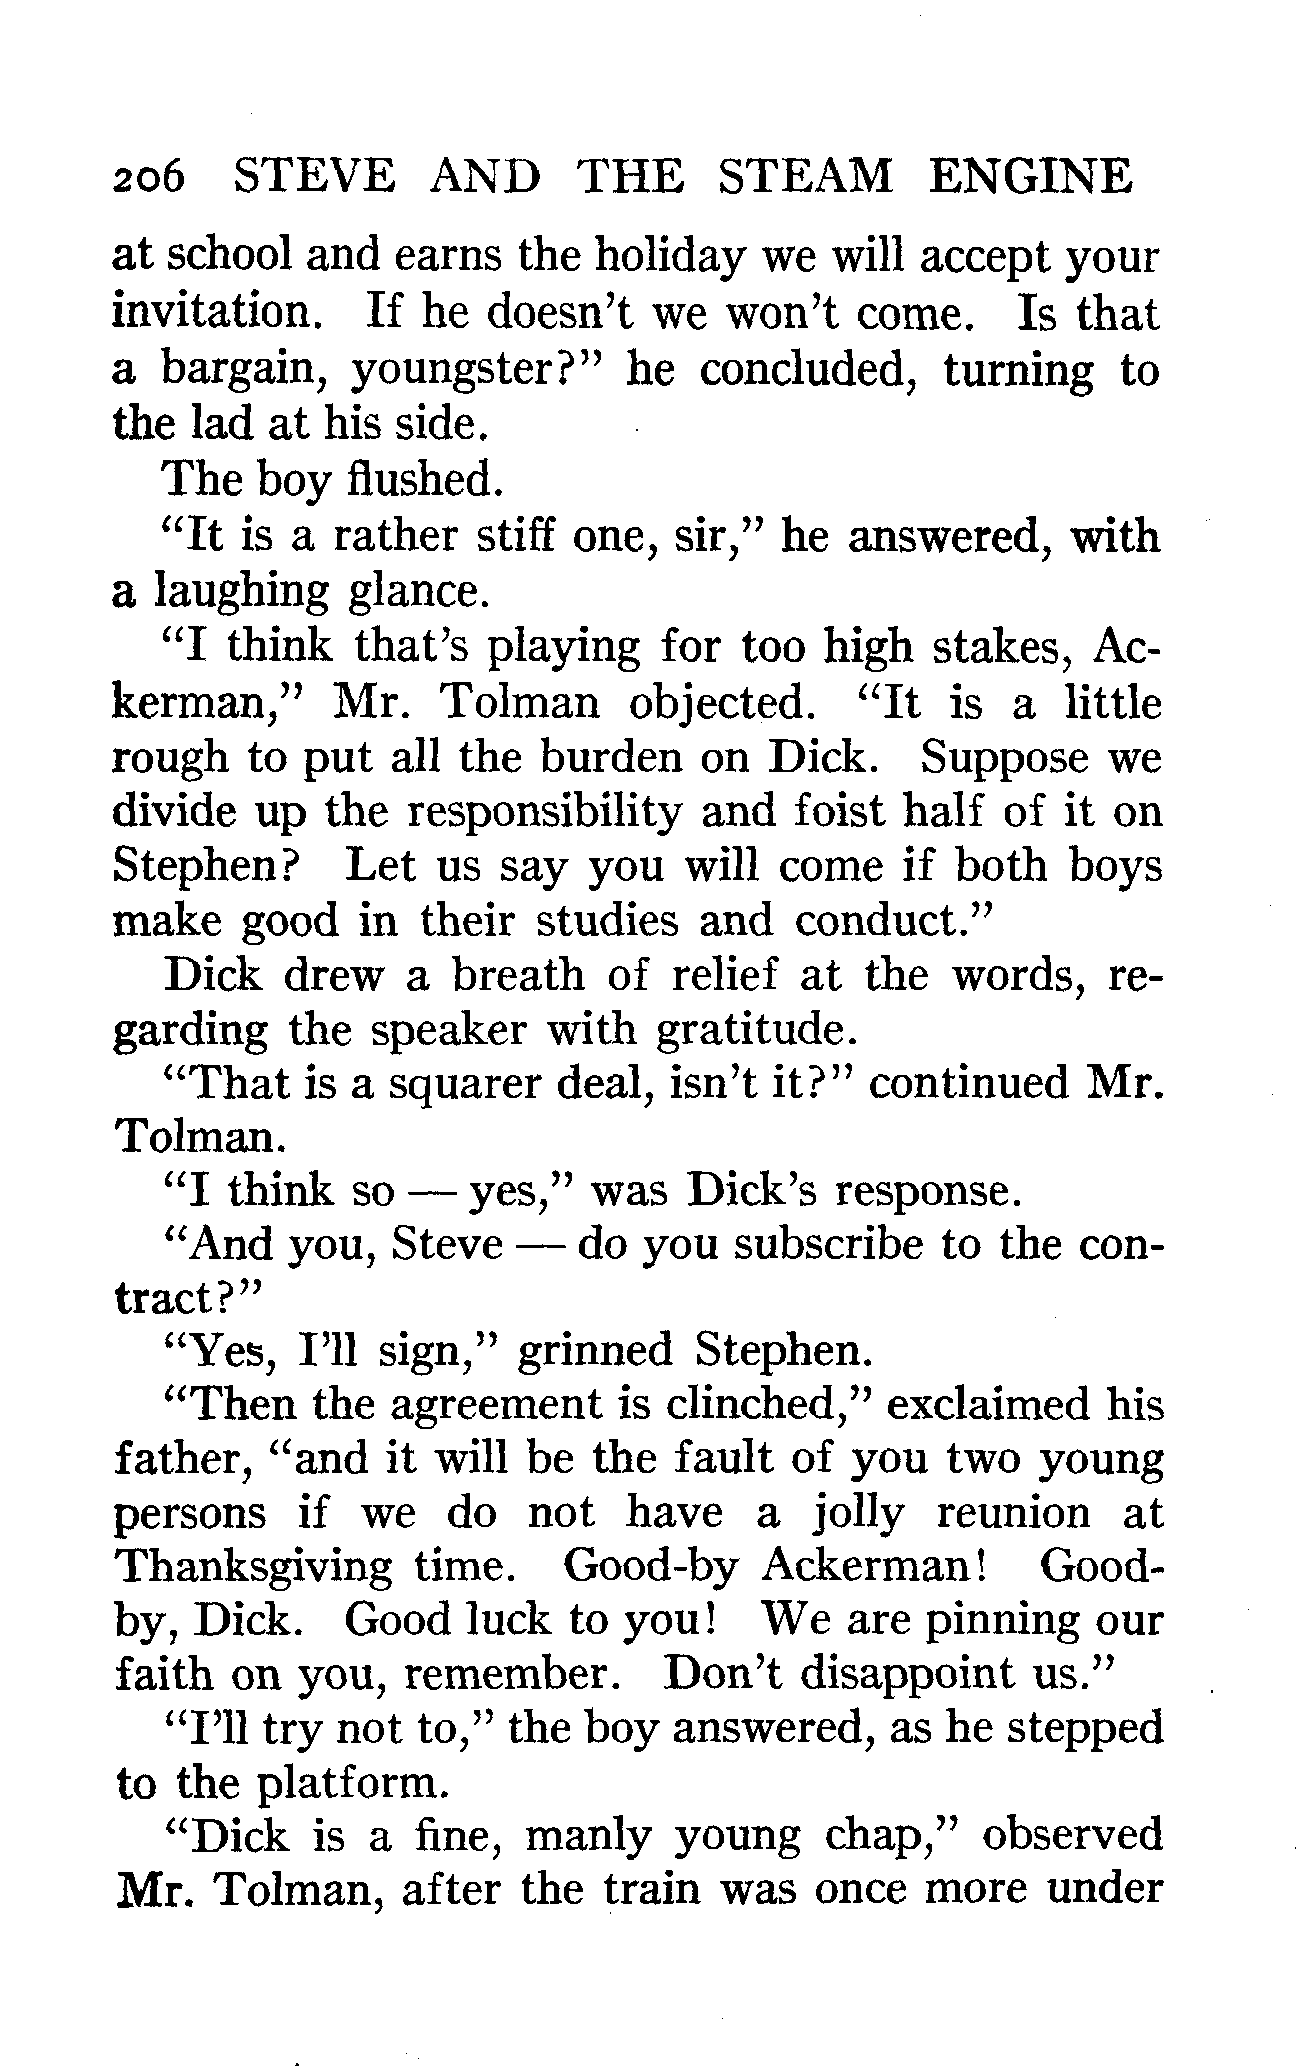 206 STEVE AND THE STEAM ENGINE
at school and earns the holiday we will accept your
invitation. If he doesn't we won't come. Is that
a bargain, youngster?" he concluded, turning to
the lad at his side.
The boy flushed.
"It is a rather stiff one, sir," he answered, with
a laughing glance.
"I think that's playing for too high stakes, Ac-
kerman," Mr. Tolman objected. "It is a little
rough to put all the burden on Dick. Suppose we
divide up the responsibility and foist half of it on
Stephen? Let us say you will come if both boys
make good in their studies and conduct."
Dick drew a breath of relief at the words, re-
garding the speaker with gratitude.
"That is a squarer deal, isn't it?" continued Mr.
Tolman.
"I think so — yes," was Dick's response.
"And you, Steve — do you subscribe to the con-
tract?"
"Yes, I'll sign," grinned Stephen.
"Then the agreement is clinched," exclaimed his
father, "and it will be the fault of you two young
persons if we do not have a jolly reunion at
Thanksgiving time. Good-by Ackerman! Good-
by, Dick. Good luck to you! We are pinning our
faith on you, remember. Don't disappoint us."
"I'll try not to," the boy answered, as he stepped
to the platform.
"Dick is a fine, manly young chap," observed
Mr. Tolman, after the train was once more under